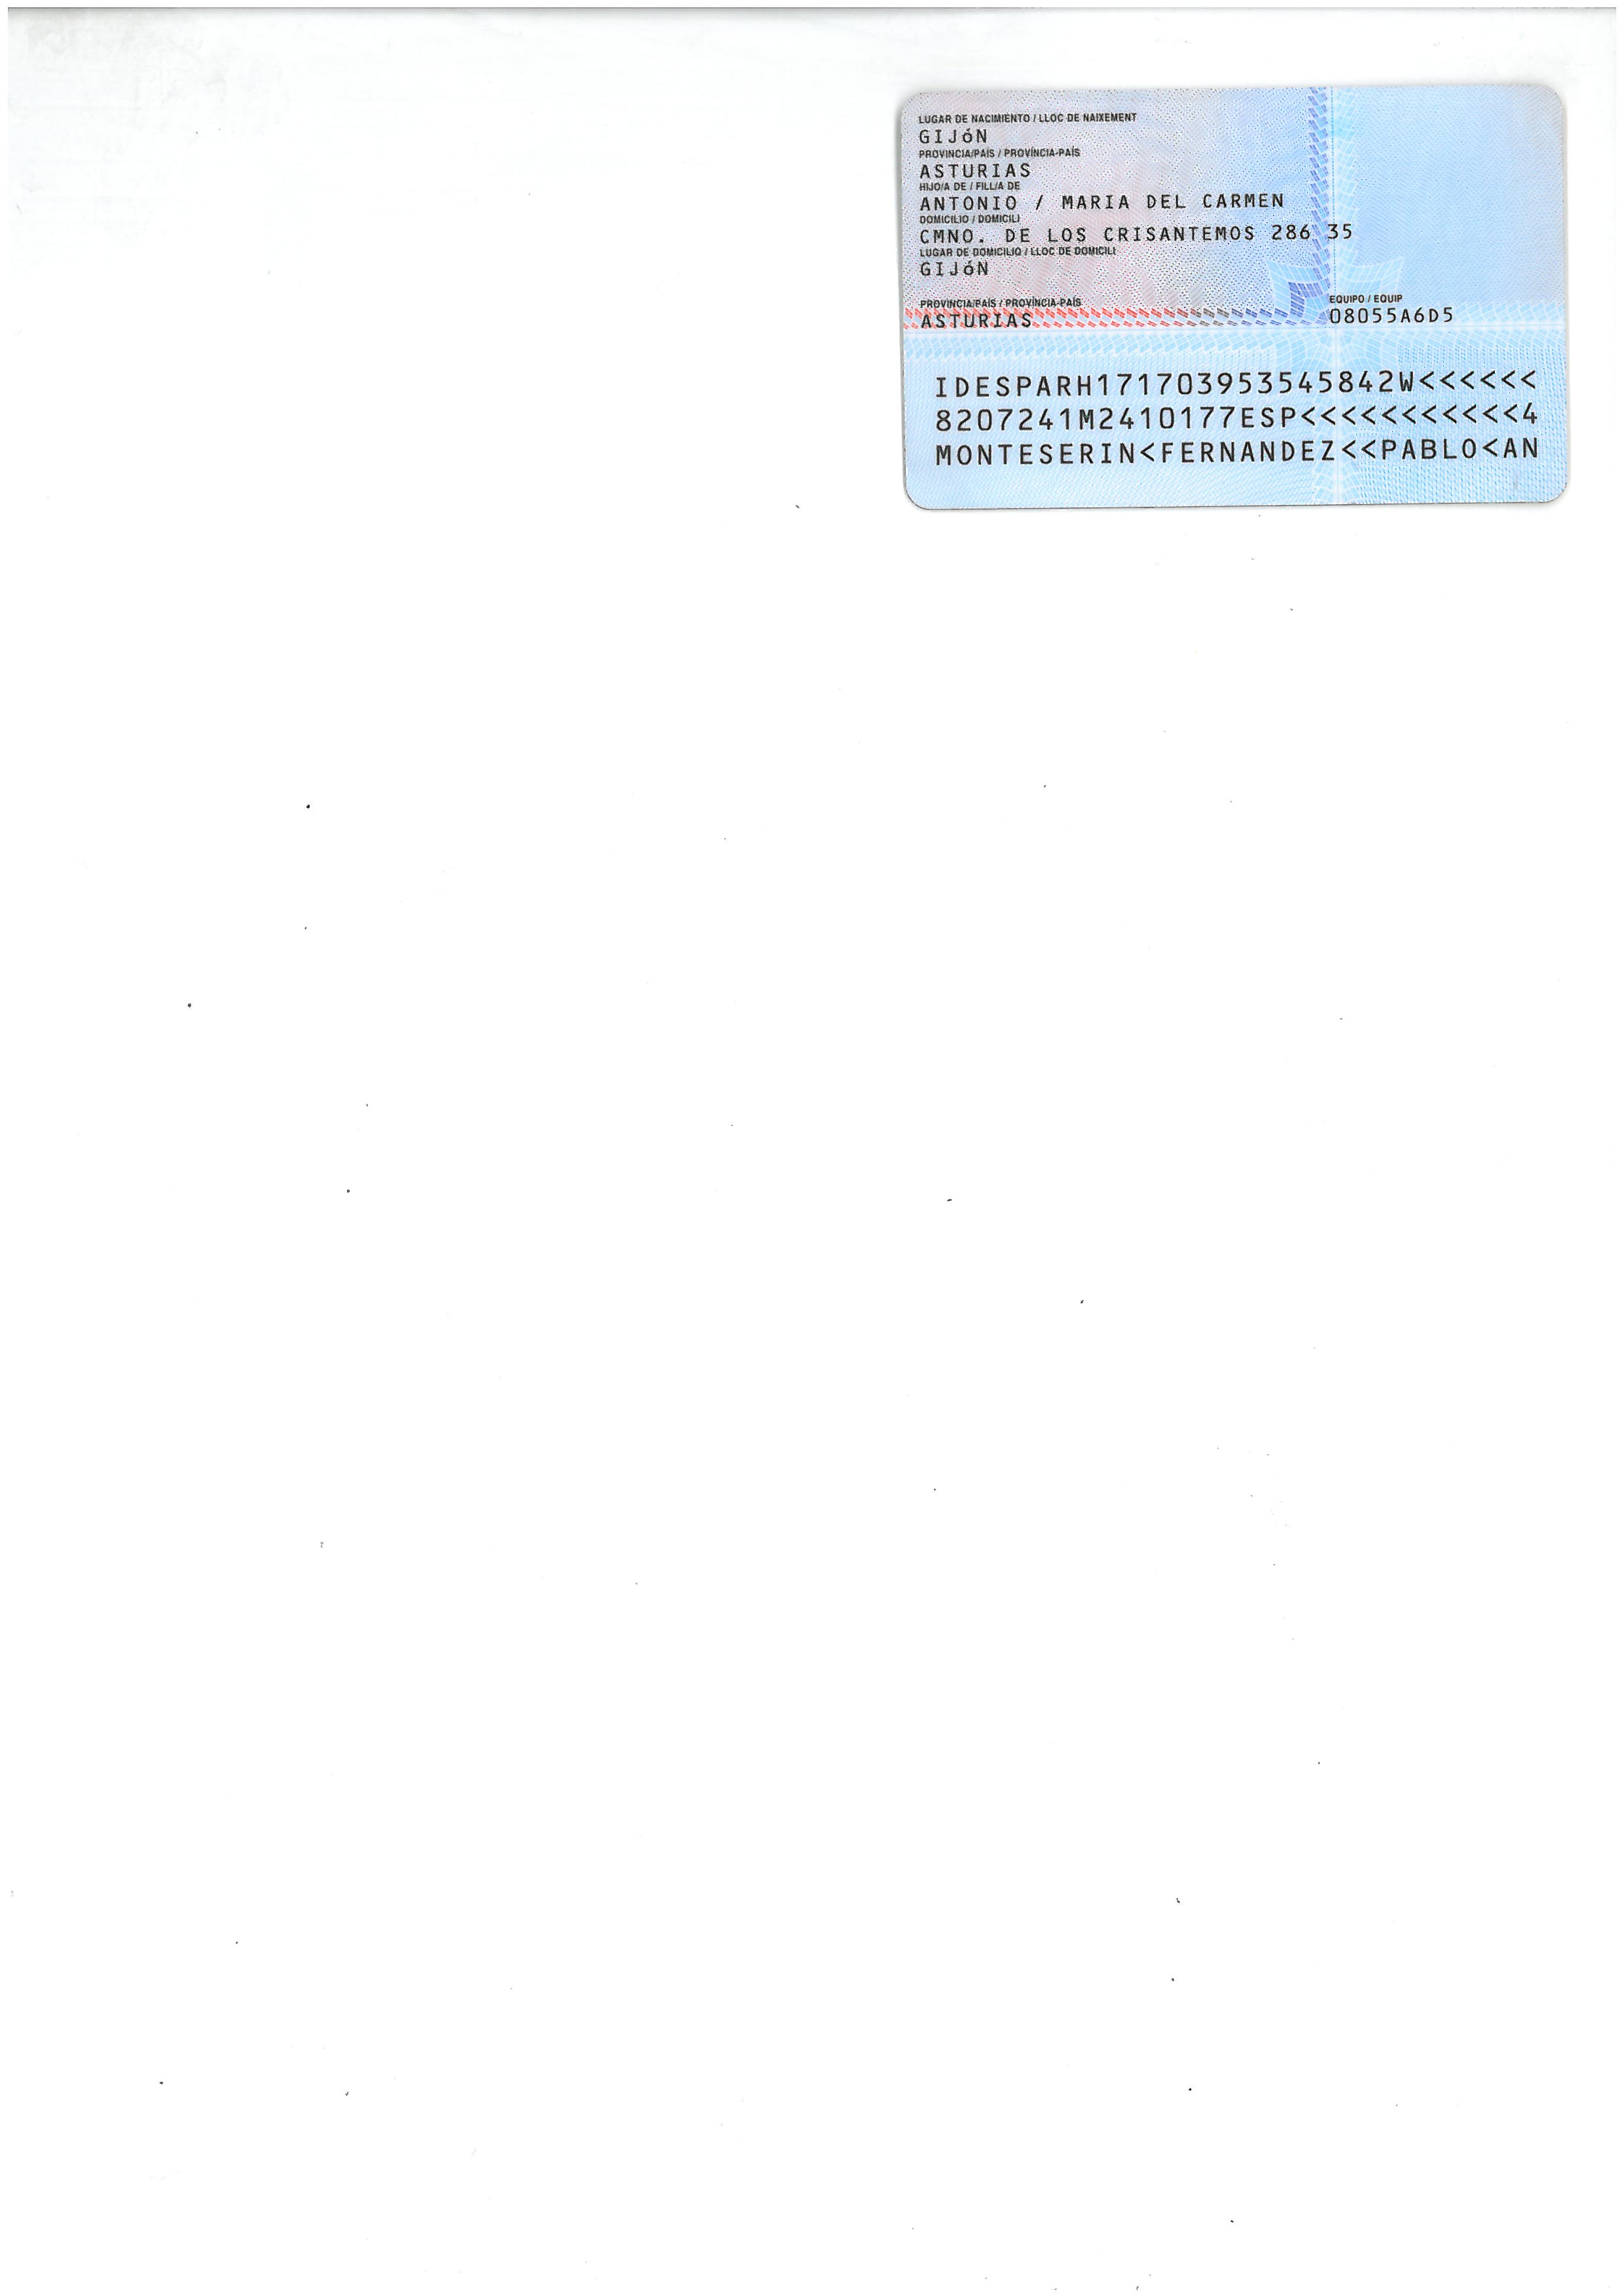 LUGAR DE NACIMIENTO / LLOC DE NAIXEMENT
GIJóN
PROVINCIA/PAÍS / PROVÍNCIA-PAÍS
ASTURIAS
HIJO/A DE / FILL/A DE
ANTONIO / MARIA DEL CARMEN
DOMICILIO / DOMICILI
CMNO. DE LOS CRISANTEMOS 286 35
LUGAR DE DOMICILIO / LLOC DE DOMICILI
GIJóN
PROVINCIA/PAÍS / PROVÍNCIA-PAÍS
ASTURIAS
EQUIPO / EQUIP
08055A6D5
IDESPARH171703953545842W<<<<<<
8207241M2410177ESP<<<<<<<<<<<4
MONTESERIN<FERNANDEZ<<PABLO<AN